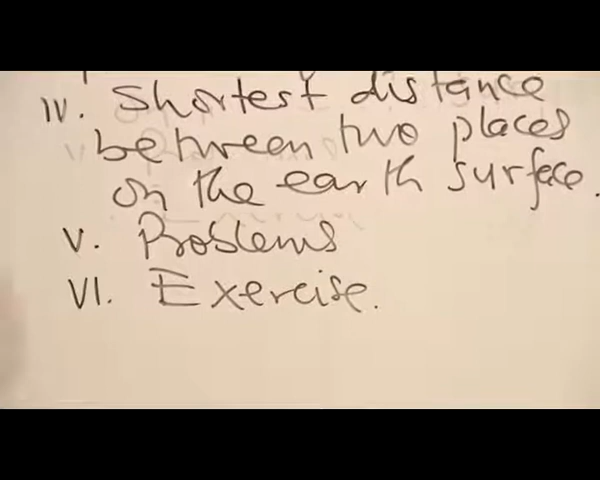 IV. Shortest distance
between two places
on the earth surface.
V. Problems
VI. Exercise.